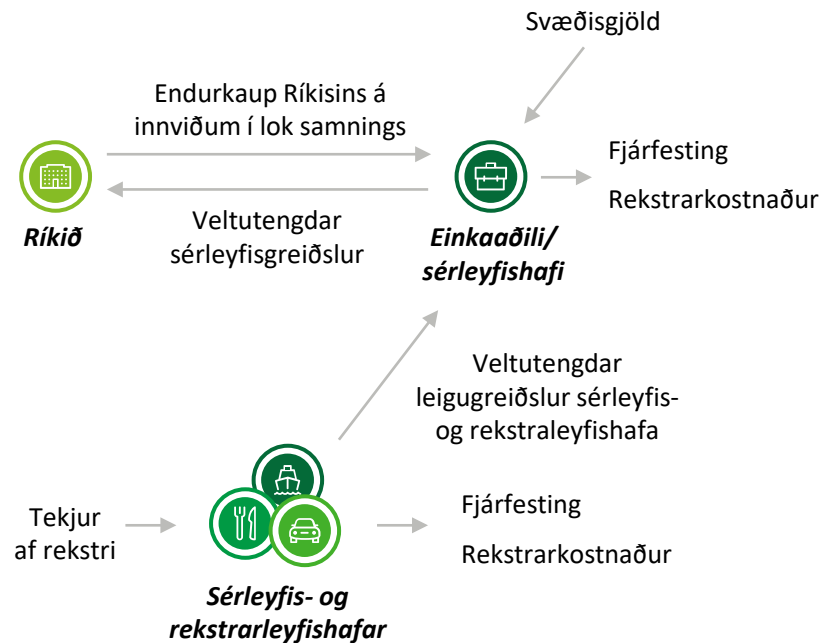 Svæðisgjöld
Endurkaup Ríkisins á
innviðum í lok samnings
Fjárfesting
Rekstrarkostnaður
Ríkið
Veltutengdar
sérleyfisgreiðslur
Einkaaðili/
sérleyfishafi
Veltutengdar
leigugreiðslur sérleyfis-
og rekstraleyfishafa
Tekjur
af rekstri
Fjárfesting
Rekstrarkostnaður
Sérleyfis- og
rekstrarleyfishafar